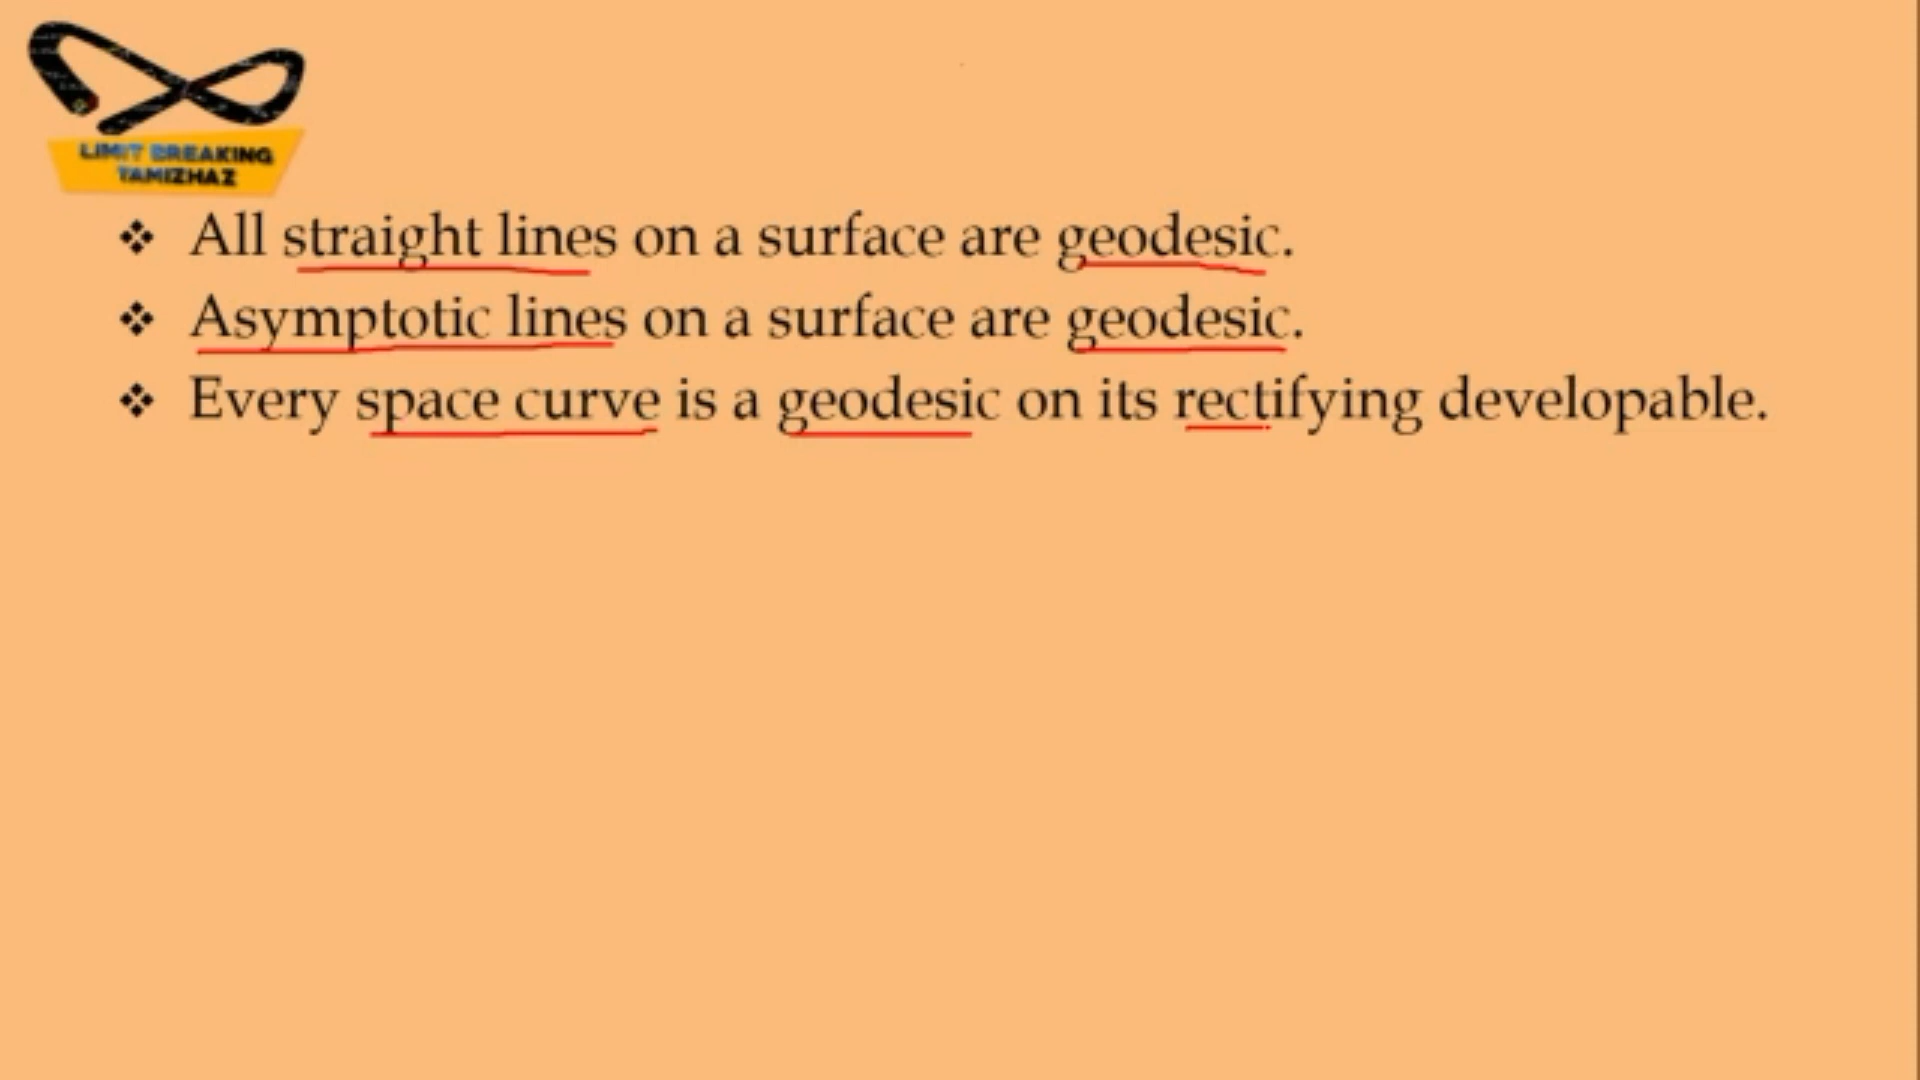 LIMIT BREAKING
TAMIZHAZ
❖ All straight lines on a surface are geodesic.
❖ Asymptotic lines on a surface are geodesic.
❖ Every space curve is a geodesic on its rectifying developable.